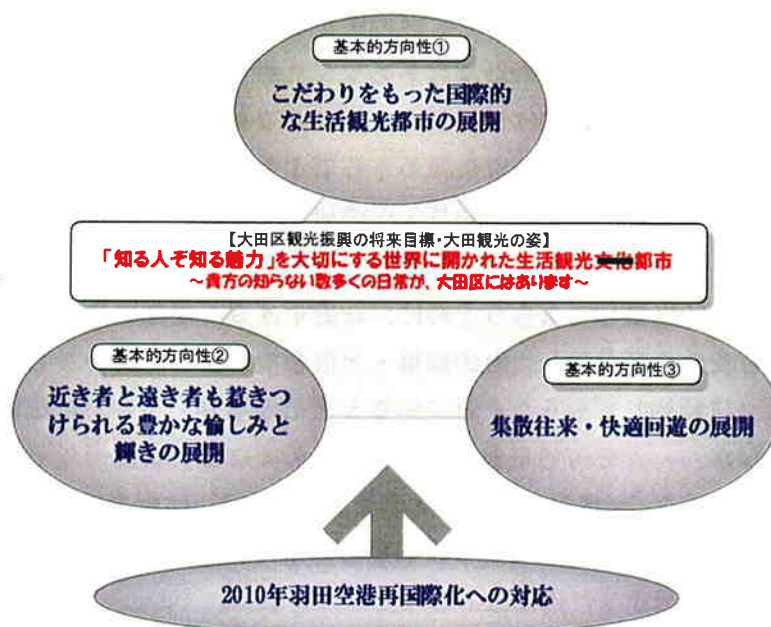 基本的方向性①
こだわりをもった国際的
な生活観光都市の展開
【大田区観光振興の将来目標・大田観光の姿】
「知る人ぞ知る魅力」を大切にする世界に開かれた生活観光文化都市
～貴方の知らない数多くの日常が、大田区にはあります～
基本的方向性②
近き者と遠き者も惹きつ
けられる豊かな愉しみと
輝きの展開
基本的方向性③
集散往来・快適回遊の展開
2010年羽田空港再国際化への対応